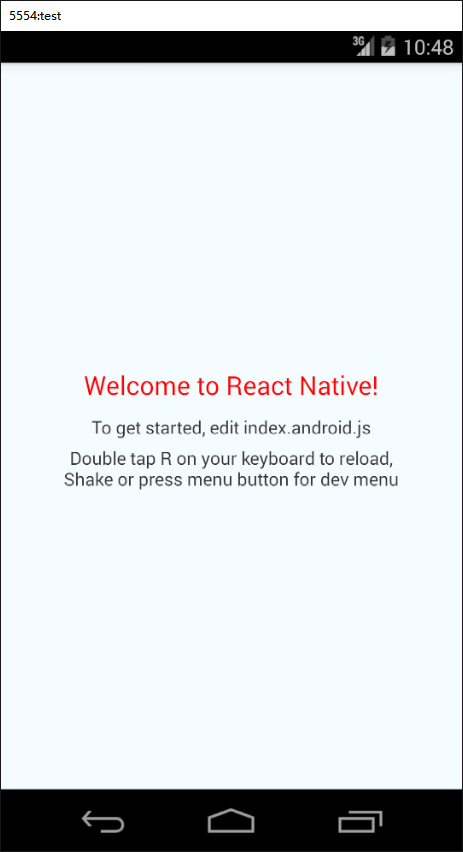 5554:test
3G 10:48
Welcome to React Native!
To get started, edit index.android.js
Double tap R on your keyboard to reload,
Shake or press menu button for dev menu